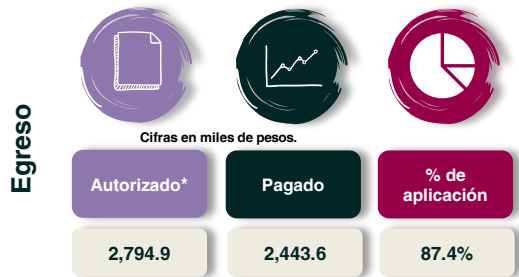 Egreso
Cifras en miles de pesos.
Autorizado*
Pagado
% de
aplicación
2,794.9
2,443.6
87.4%